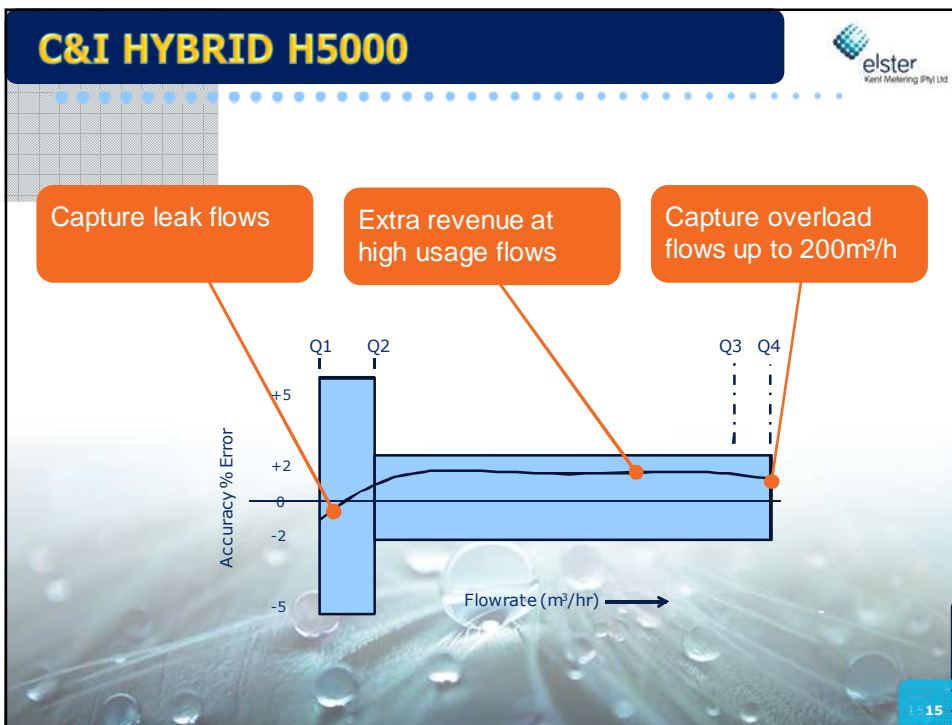 C&I HYBRID H5000
elster
Kent Metering (Pty) Ltd
Capture leak flows
Extra revenue at
high usage flows
Capture overload
flows up to 200m³/h
Q1
Q2
Q3
Q4
+5
+2
0
-2
-5
Accuracy % Error
Flowrate (m³/hr)
15
15